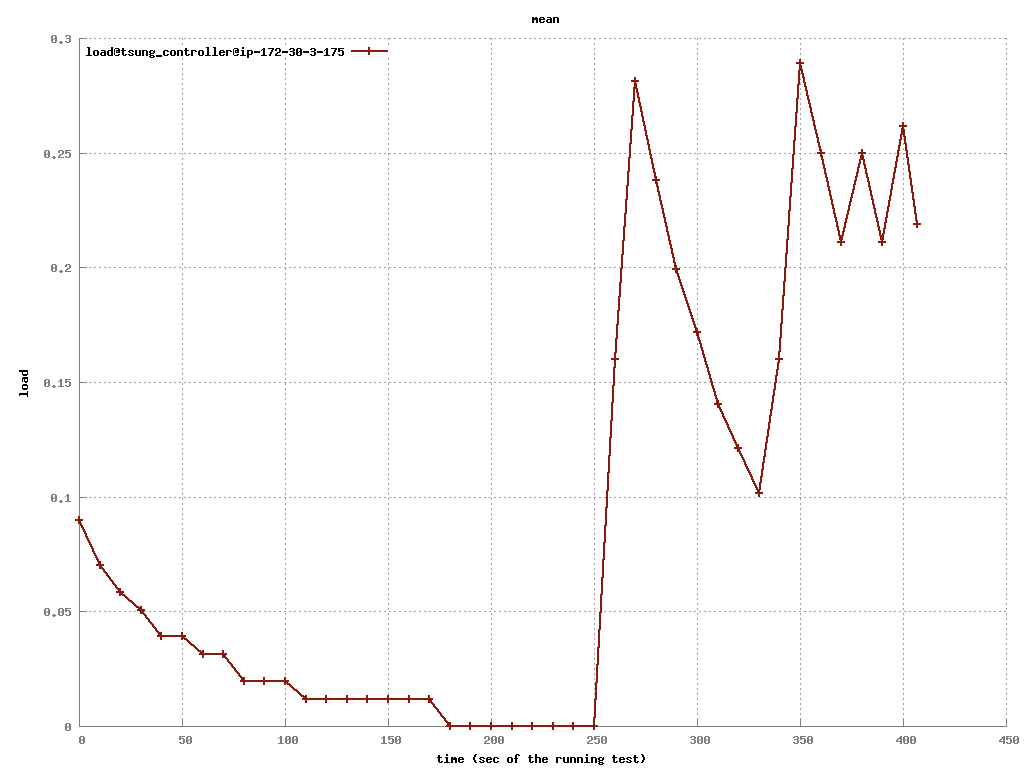 mean
load@tsung_controller@ip-172-30-3-175
0.3
0.25
0.2
0.15
0.1
0.05
0
load
0 50 100 150 200 250 300 350 400 450
time (sec of the running test)